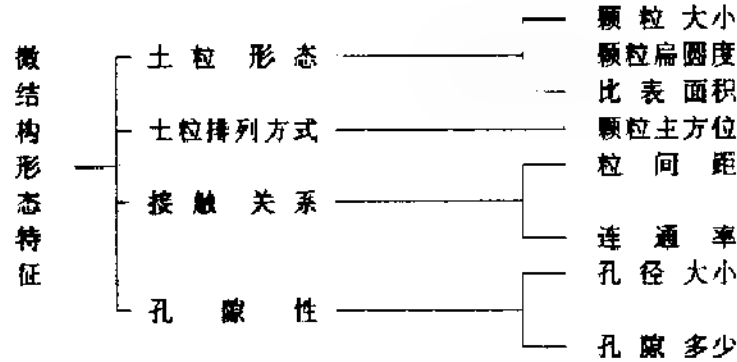 微结构形态特征
土粒形态
颗粒大小
颗粒扁圆度
比表面积
土粒排列方式
颗粒主方位
接触关系
粒间距
连通率
孔隙性
孔径大小
孔隙多少